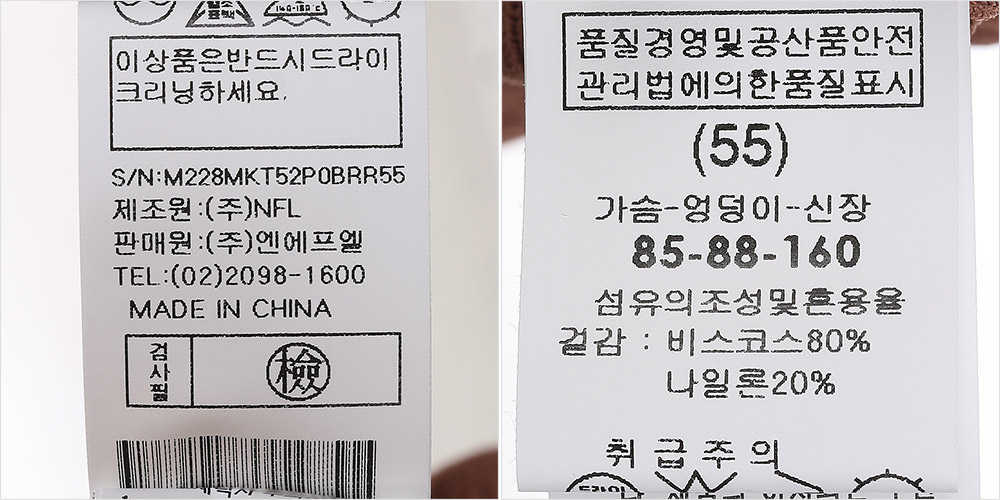 140~160°C
이상품은반드시드라이
크리닝하세요.
S/N:M228MKT52P0BRR55
제조원:(주)NFL
판매원:(주)엔에프엘
TEL:(02)2098-1600
MADE IN CHINA
검사필
檢
품질경영및공산품안전
관리법에의한품질표시
(55)
가슴-엉덩이--신장
85-88-160
섬유의조성및혼용율
겉감 : 비스코스80%
나일론20%
취급주의